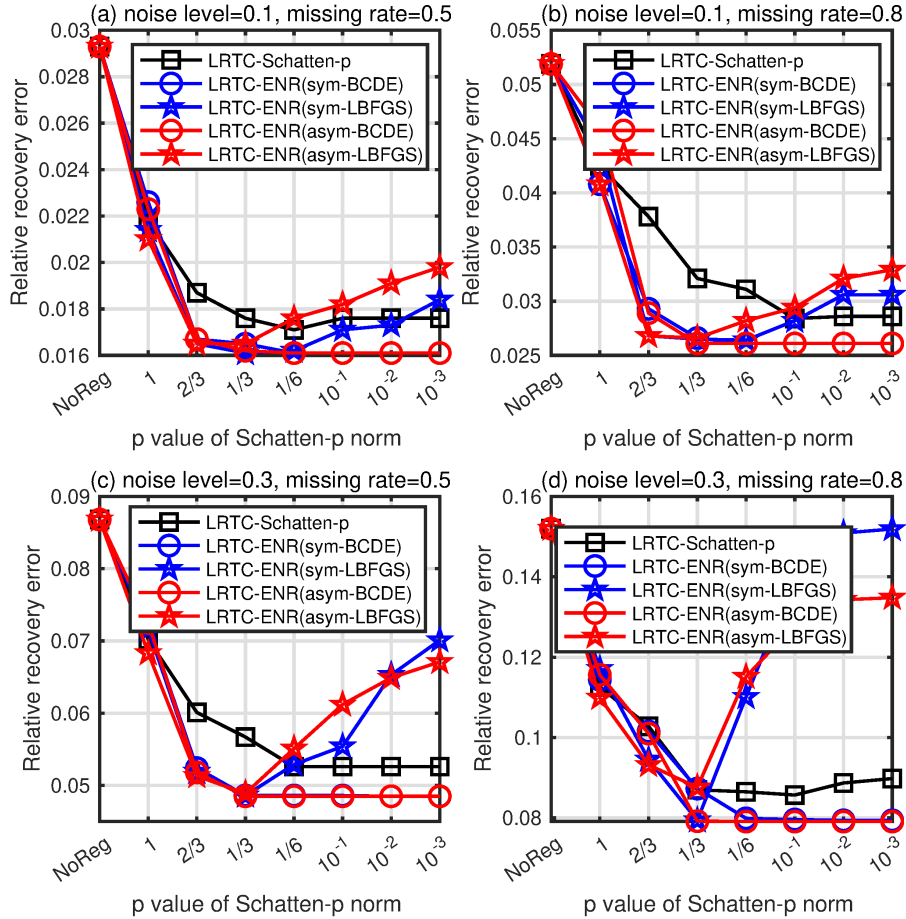 (a) noise level=0.1, missing rate=0.5
0.03
0.028
0.026
0.024
0.022
0.02
0.018
0.016
Relative recovery error
LRTC-Schatten-p
LRTC-ENR(sym-BCDE)
LRTC-ENR(sym-LBFGS)
LRTC-ENR(asym-BCDE)
LRTC-ENR(asym-LBFGS)
NoReg 1 2/3 1/3 1/6 10⁻¹ 10⁻² 10⁻³
p value of Schatten-p norm
(b) noise level=0.1, missing rate=0.8
0.055
0.05
0.045
0.04
0.035
0.03
0.025
Relative recovery error
LRTC-Schatten-p
LRTC-ENR(sym-BCDE)
LRTC-ENR(sym-LBFGS)
LRTC-ENR(asym-BCDE)
LRTC-ENR(asym-LBFGS)
NoReg 1 2/3 1/3 1/6 10⁻¹ 10⁻² 10⁻³
p value of Schatten-p norm
(c) noise level=0.3, missing rate=0.5
0.09
0.08
0.07
0.06
0.05
Relative recovery error
LRTC-Schatten-p
LRTC-ENR(sym-BCDE)
LRTC-ENR(sym-LBFGS)
LRTC-ENR(asym-BCDE)
LRTC-ENR(asym-LBFGS)
NoReg 1 2/3 1/3 1/6 10⁻¹ 10⁻² 10⁻³
p value of Schatten-p norm
(d) noise level=0.3, missing rate=0.8
0.16
0.14
0.12
0.1
0.08
Relative recovery error
LRTC-Schatten-p
LRTC-ENR(sym-BCDE)
LRTC-ENR(sym-LBFGS)
LRTC-ENR(asym-BCDE)
LRTC-ENR(asym-LBFGS)
NoReg 1 2/3 1/3 1/6 10⁻¹ 10⁻² 10⁻³
p value of Schatten-p norm